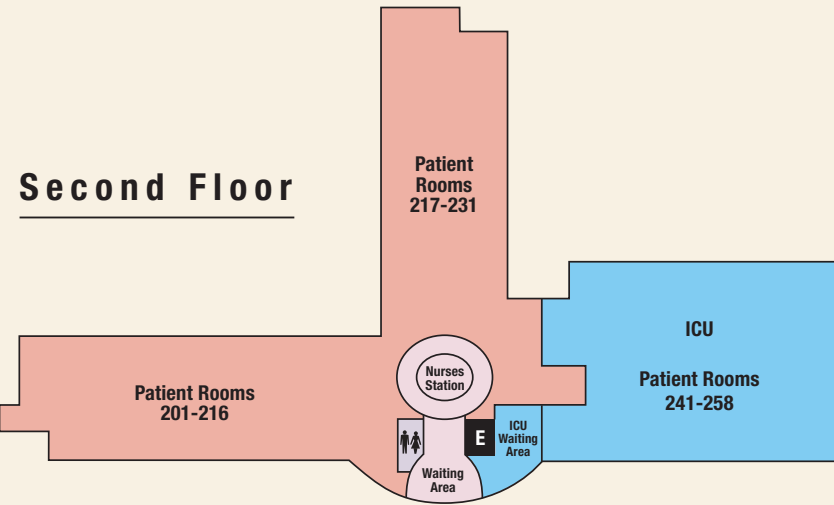 Second Floor
Patient
Rooms
217-231
ICU
Patient Rooms
241-258
Nurses
Station
Patient Rooms
201-216
E
ICU
Waiting
Area
Waiting
Area